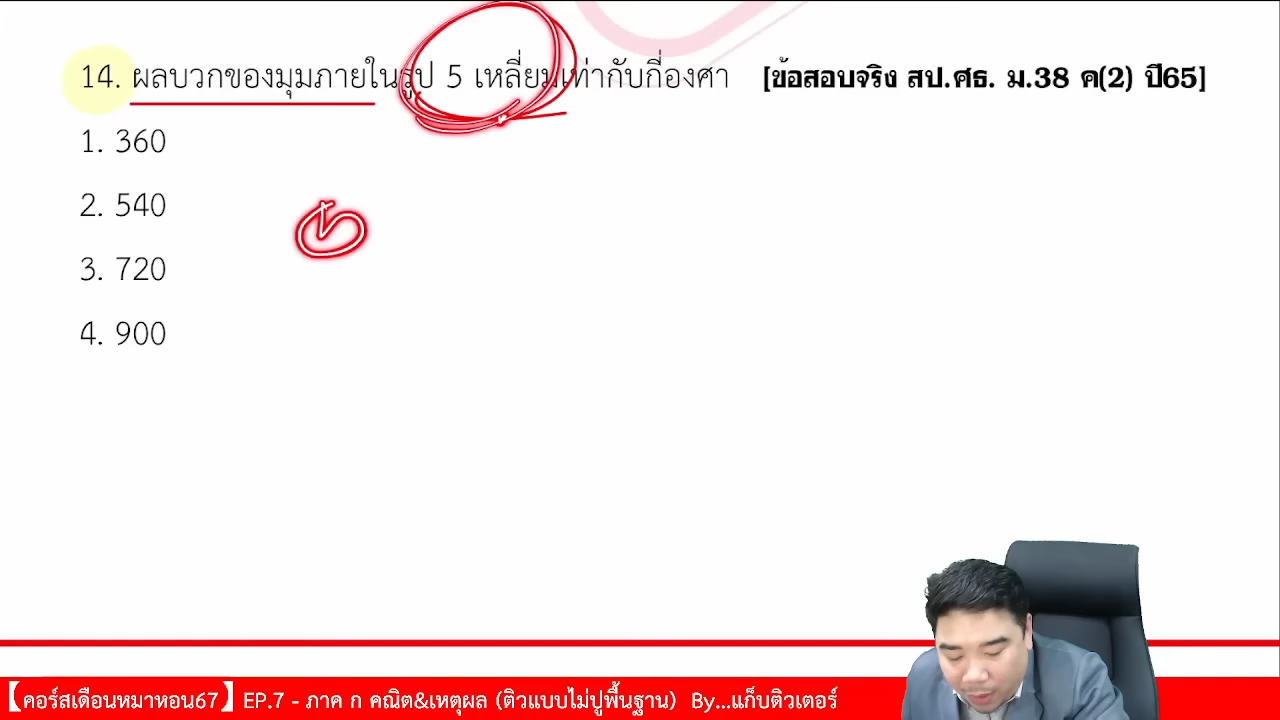 14. ผลบวกของมุมภายในรูป 5 เหลี่ยมเท่ากับกี่องศา [ข้อสอบจริง สป.ศธ. ม.38 ค(2) ปี65]
1. 360
2. 540
3. 720
4. 900
【คอร์สเดือนหมาหอน67】 EP.7 - ภาค ก คณิต&เหตุผล (ติวแบบไม่ปูพื้นฐาน) By...แก็บติวเตอร์